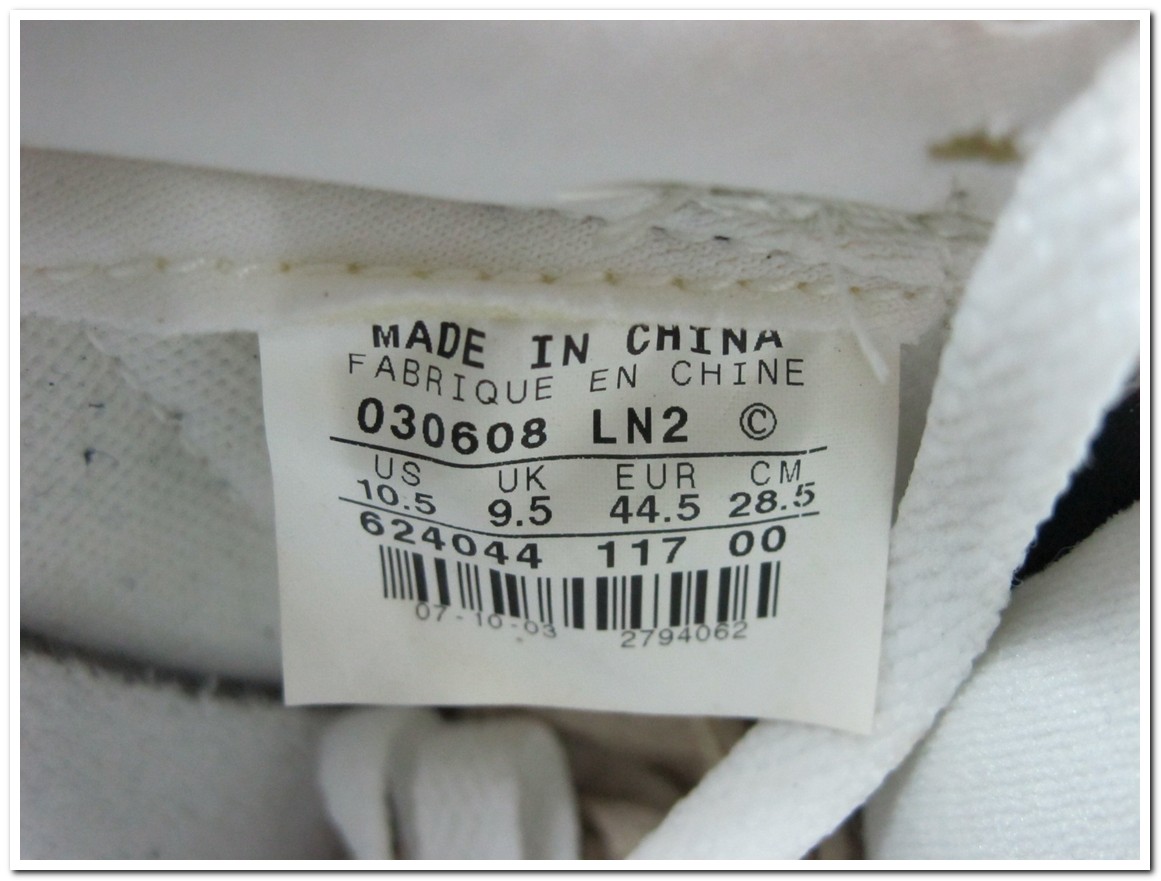 MADE IN CHINA
FABRIQUE EN CHINE
030608 LN2 ©
US UK EUR CM
10.5 9.5 44.5 28.5
624044 117 00
07-10-03 2794062